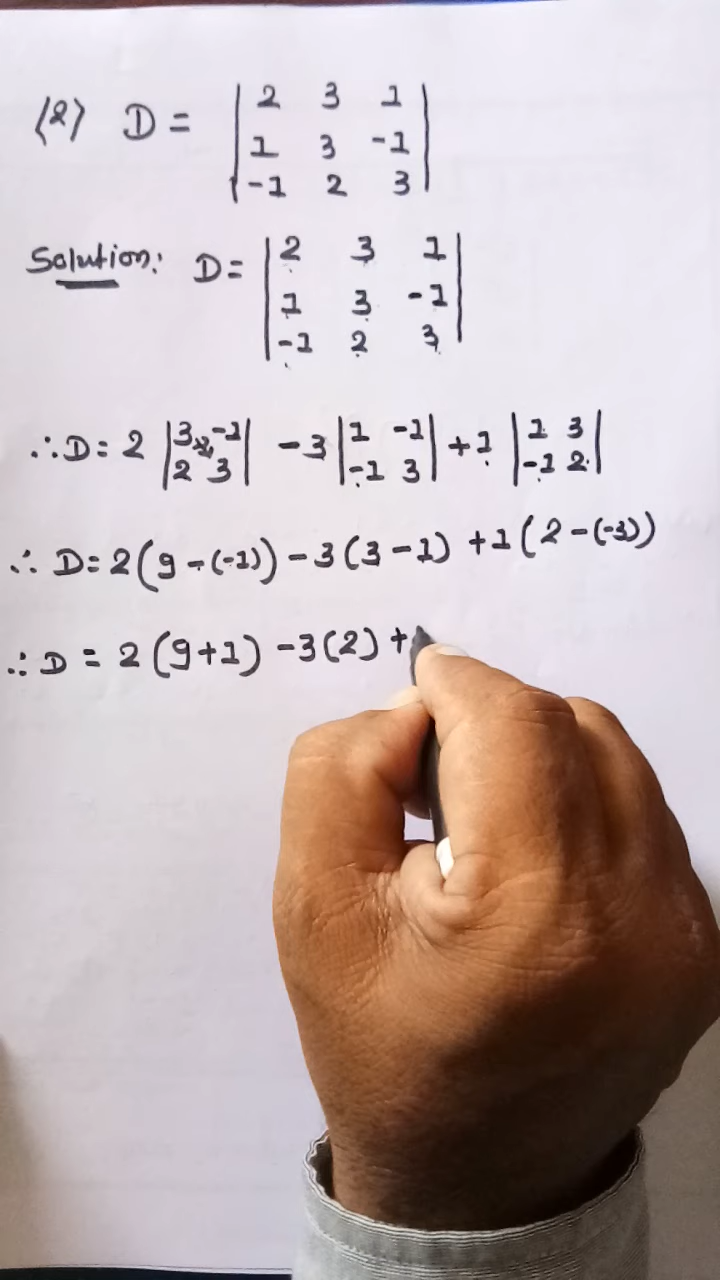 (2) D = | 2 3 1 |
| 1 3 -1 |
| -1 2 3 |
Solution: D = | 2 3 1 |
| 1 3 -1 |
| -1 2 3 |
∴ D = 2 | 3 -1 | - 3 | 1 -1 | + 1 | 1 3 |
| 2 3 | | -1 3 | | -1 2 |
∴ D = 2(9-(-1)) - 3(3-1) + 1(2-(-3))
∴ D = 2(9+1) - 3(2) +